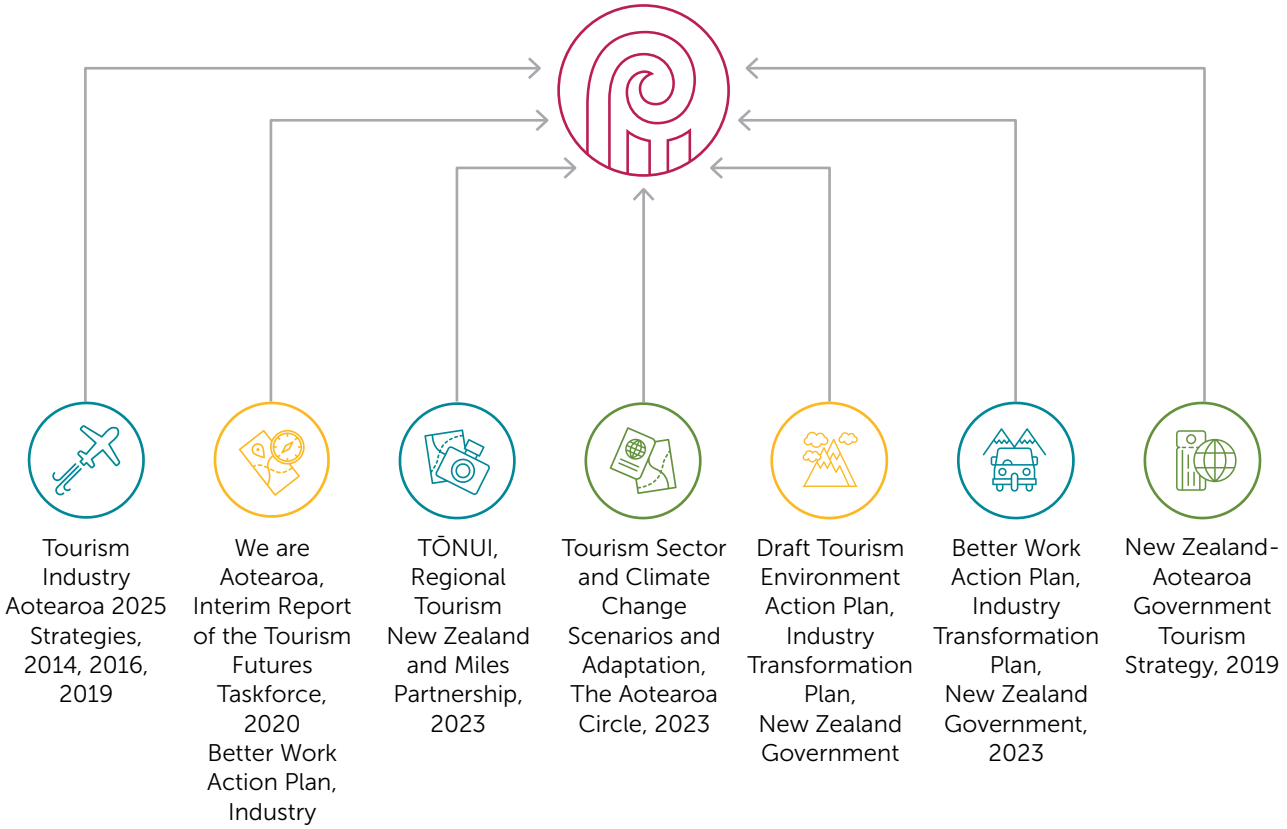 Tourism
Industry
Aotearoa 2025
Strategies,
2014, 2016,
2019
We are
Aotearoa,
Interim Report
of the Tourism
Futures
Taskforce,
2020
Better Work
Action Plan,
Industry
TŌNUI,
Regional
Tourism
New Zealand
and Miles
Partnership,
2023
Tourism Sector
and Climate
Change
Scenarios and
Adaptation,
The Aotearoa
Circle, 2023
Draft Tourism
Environment
Action Plan,
Industry
Transformation
Plan,
New Zealand
Government
Better Work
Action Plan,
Industry
Transformation
Plan,
New Zealand
Government,
2023
New Zealand-
Aotearoa
Government
Tourism
Strategy, 2019